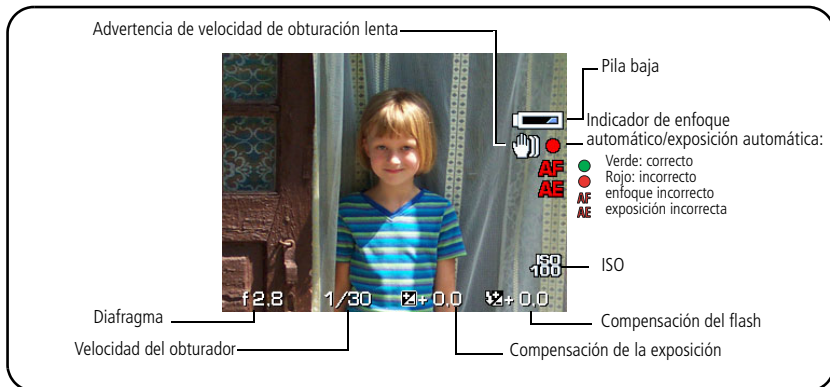 Advertencia de velocidad de obturación lenta
Pila baja
Indicador de enfoque
automático/exposición automática:
Verde: correcto
Rojo: incorrecto
AF enfoque incorrecto
AE exposición incorrecta
AF
AE
ISO
100
ISO
f2.8 1/30 +0.0 +0.0
Diafragma
Compensación del flash
Velocidad del obturador
Compensación de la exposición